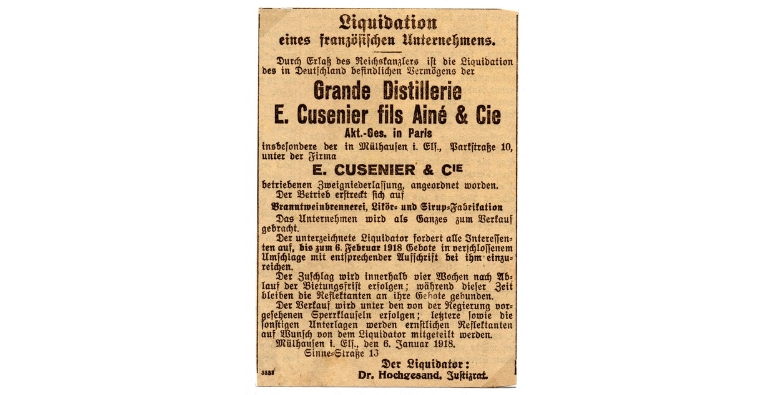 Liquidation
eines französischen Unternehmens.
Durch Erlaß des Reichskanzlers ist die Liquidation
des in Deutschland befindlichen Vermögens der
Grande Distillerie
E. Cusenier fils Ainé & Cie
Akt.-Ges. in Paris
insbesondere der in Mülhausen i. Els., Parkstraße 10,
unter der Firma
E. CUSENIER & CIE
betriebenen Zweigniederlassung, angeordnet worden.
Der Betrieb erstreckt sich auf
Branntweinbrennerei, Likör- und Sirup-Fabrikation
Das Unternehmen wird als Ganzes zum Verkauf
gebracht.
Der unterzeichnete Liquidator fordert alle Interessen-
ten auf, bis zum 6. Februar 1918 Gebote in verschlossenem
Umschlage mit entsprechender Aufschrift bei ihm einzu-
reichen.
Der Zuschlag wird innerhalb vier Wochen nach Ab-
lauf der Bietungsfrist erfolgen; während dieser Zeit
bleiben die Reflektanten an ihre Gebote gebunden.
Der Verkauf wird unter den von der Regierung vor-
gesehenen Sperrklauseln erfolgen; letztere sowie die
sonstigen Unterlagen werden ernstlichen Reflektanten
auf Wunsch von dem Liquidator mitgeteilt werden.
Mülhausen i. Els., den 6. Januar 1918.
Sinne-Straße 13
Der Liquidator:
Dr. Hochgesand, Justizrat.